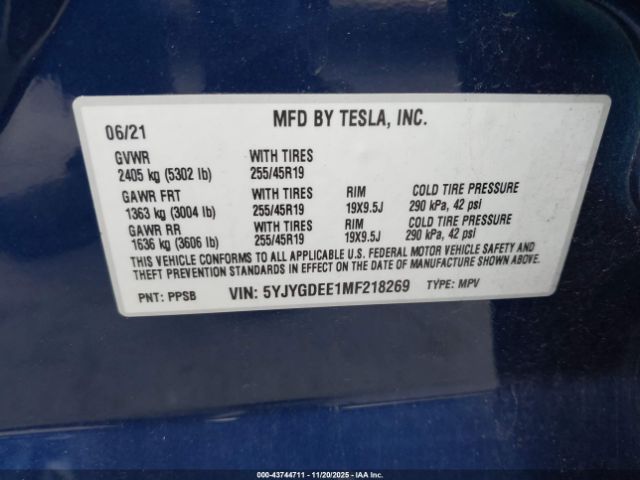 06/21 MFD BY TESLA, INC.
GVWR WITH TIRES
2405 kg (5302 lb) 255/45R19
GAWR FRT WITH TIRES RIM COLD TIRE PRESSURE
1363 kg (3004 lb) 255/45R19 19X9.5J 290 kPa, 42 psi
GAWR RR WITH TIRES RIM COLD TIRE PRESSURE
1636 kg (3606 lb) 255/45R19 19X9.5J 290 kPa, 42 psi
THIS VEHICLE CONFORMS TO ALL APPLICABLE U.S. FEDERAL MOTOR VEHICLE SAFETY AND
THEFT PREVENTION STANDARDS IN EFFECT ON THE DATE OF MANUFACTURE SHOWN ABOVE.
PNT: PPSB VIN: 5YJYGDEE1MF218269 TYPE: MPV
000-43744711 - 11/20/2025 - IAA Inc.